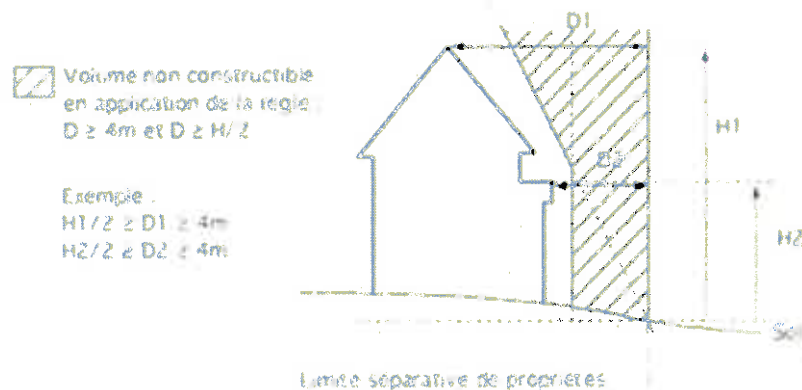 D1
Volume non constructible
en application de la règle
D ≥ 4m et D ≥ H/2
H1
D2
Exemple :
H1/2 ≥ D1 ≥ 4m
H2/2 ≥ D2 ≥ 4m
H2
Sol
Limite séparative de propriétés